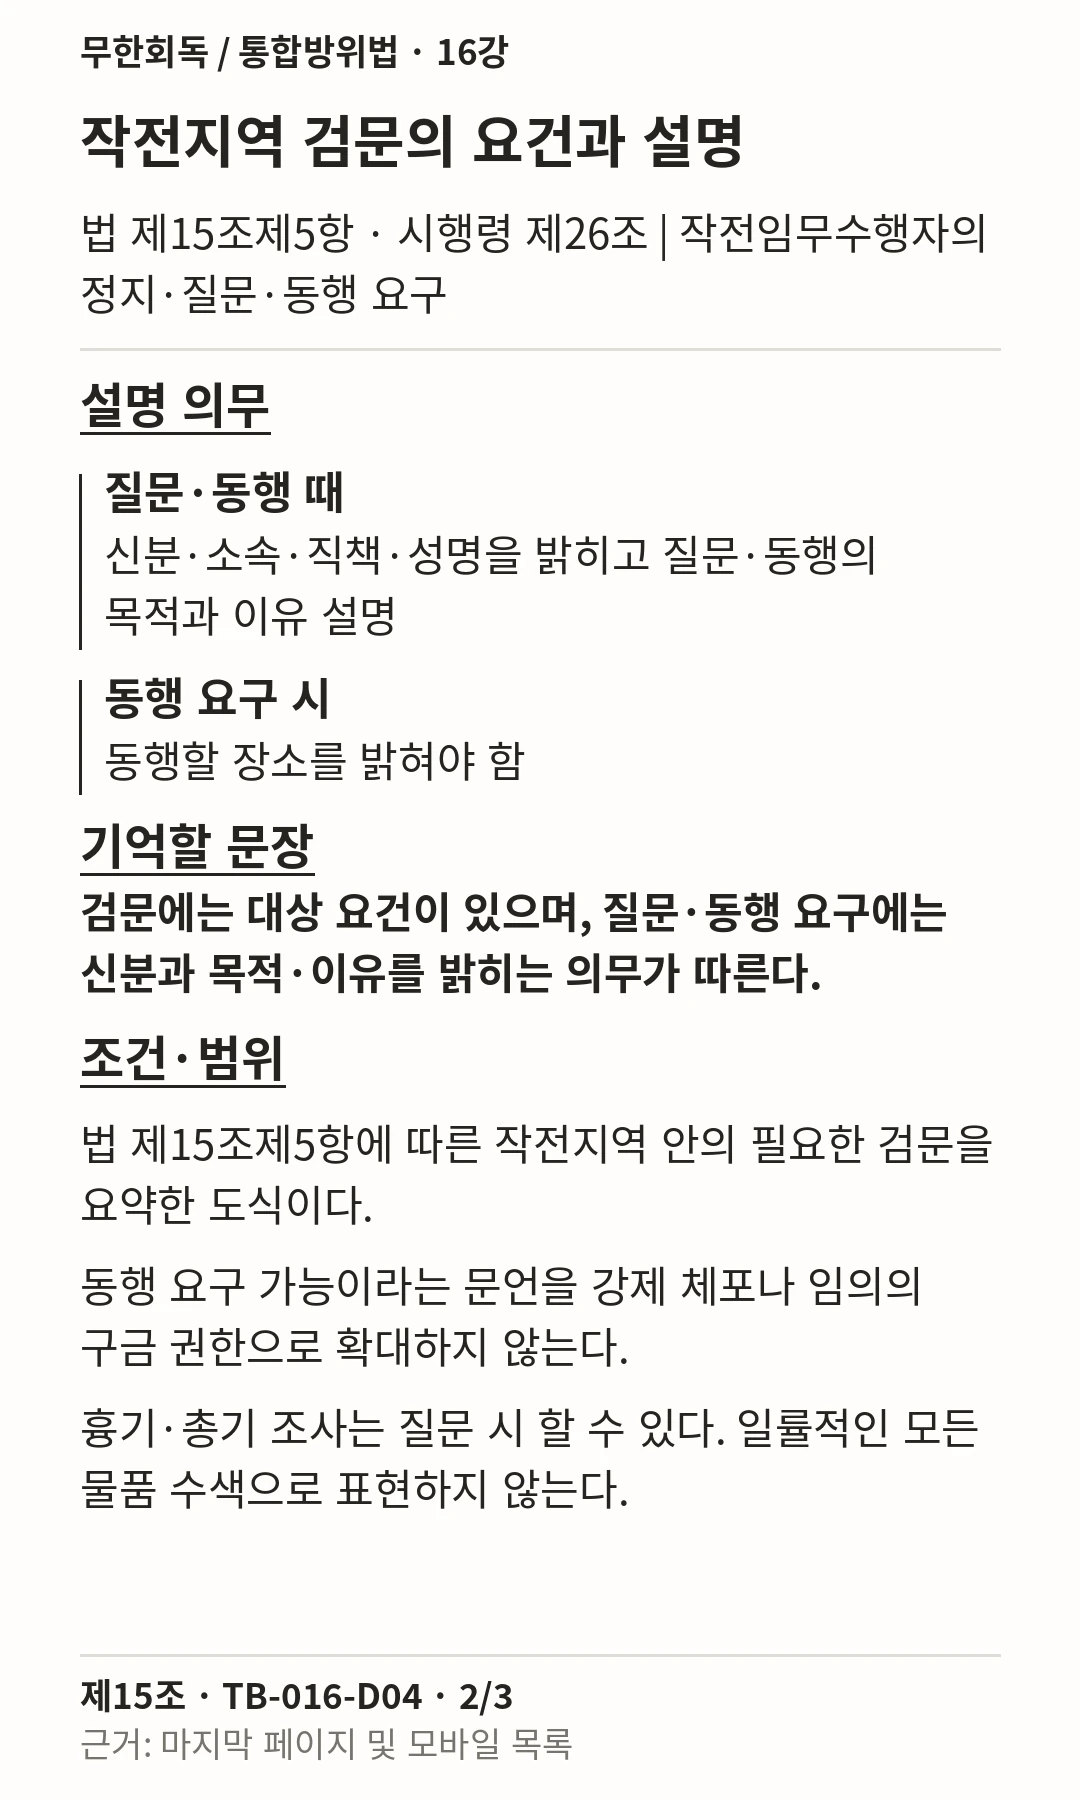 무한회독 / 통합방위법 · 16강
작전지역 검문의 요건과 설명
법 제15조제5항 · 시행령 제26조 | 작전임무수행자의
정지·질문·동행 요구
설명 의무
질문·동행 때
신분·소속·직책·성명을 밝히고 질문·동행의
목적과 이유 설명
동행 요구 시
동행할 장소를 밝혀야 함
기억할 문장
검문에는 대상 요건이 있으며, 질문·동행 요구에는
신분과 목적·이유를 밝히는 의무가 따른다.
조건·범위
법 제15조제5항에 따른 작전지역 안의 필요한 검문을
요약한 도식이다.
동행 요구 가능이라는 문언을 강제 체포나 임의의
구금 권한으로 확대하지 않는다.
흉기·총기 조사는 질문 시 할 수 있다. 일률적인 모든
물품 수색으로 표현하지 않는다.
제15조 · TB-016-D04 · 2/3
근거: 마지막 페이지 및 모바일 목록